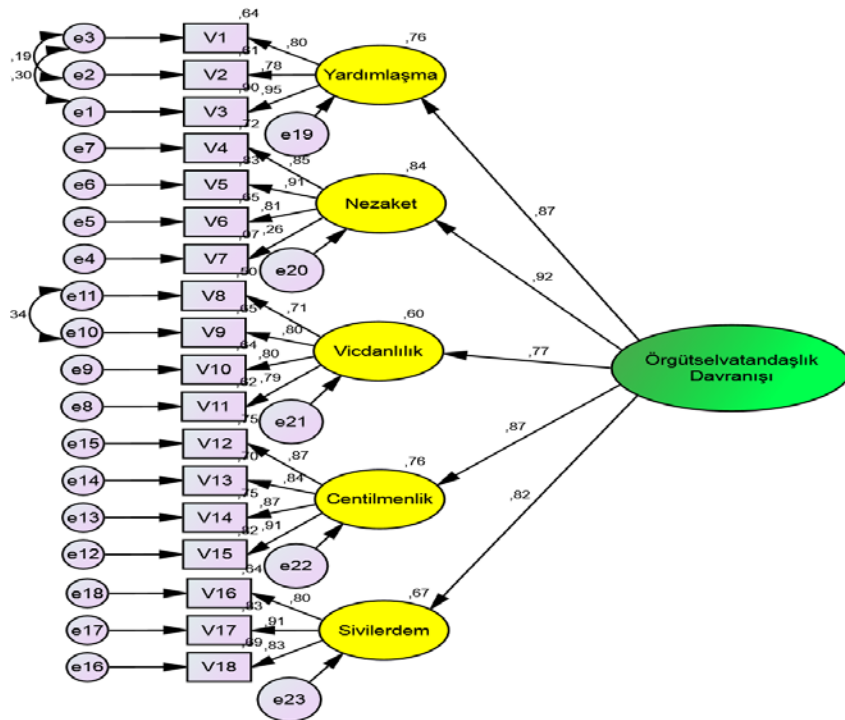 ,64
e3 V1 ,80 ,76
,61
,19 Yardımlaşma
e2 V2 ,78
,30
,90 ,95
e1 V3
,72 e19
e7 V4 ,85 ,84
,83
e6 V5 ,91 ,87
,65 Nezaket
e5 V6 ,81
,07 ,26
e4 V7 e20
,50 ,92
e11 V8 ,71 ,60
,65
34 e10 V9 ,80
,64 Vicdanlılık ,77
e9 V10 ,80
,62 ,79
e8 V11 e21
,75
Örgütselvatandaşlık
Davranışı
e15 V12 ,87 ,76 ,87
,70
e14 V13 ,84
,75 Centilmenlik
e13 V14 ,87 ,82
,82 ,91
e12 V15 e22
,64
e18 V16 ,80 ,67
,83
e17 V17 ,91 Sivilerdem
,69 ,83
e16 V18
e23